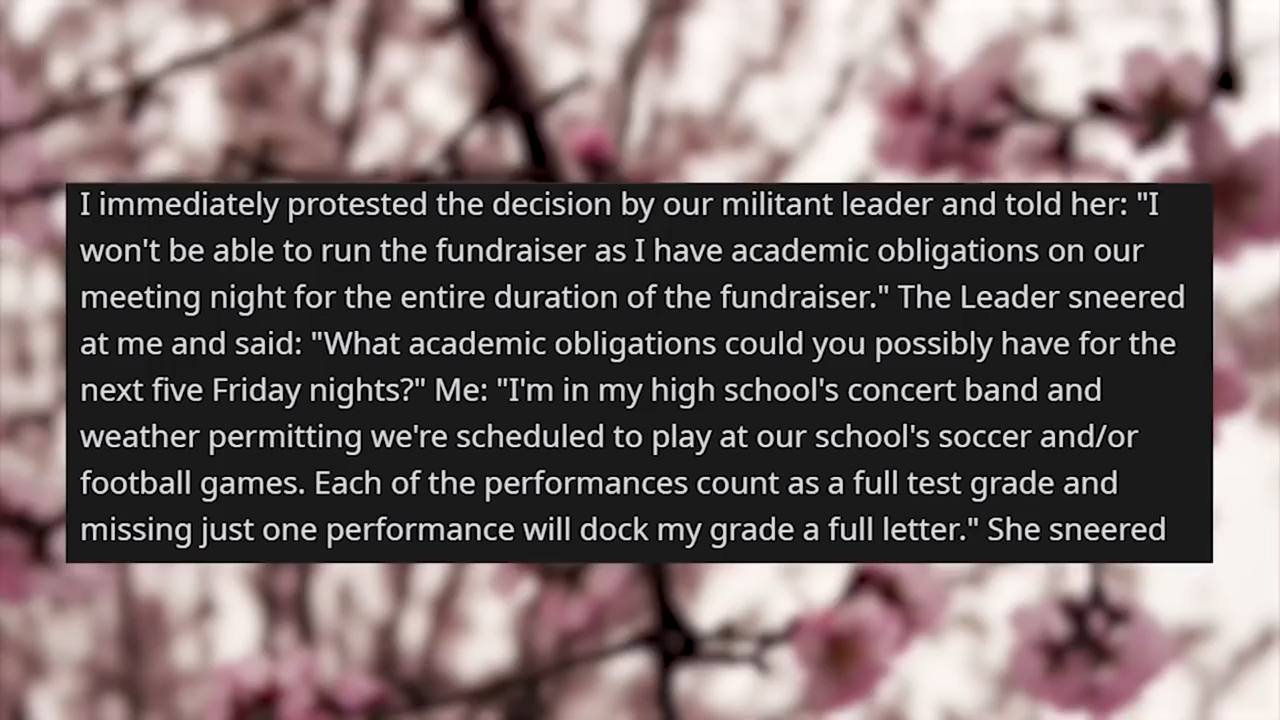 I immediately protested the decision by our militant leader and told her: "I
won't be able to run the fundraiser as I have academic obligations on our
meeting night for the entire duration of the fundraiser." The Leader sneered
at me and said: "What academic obligations could you possibly have for the
next five Friday nights?" Me: "I'm in my high school's concert band and
weather permitting we're scheduled to play at our school's soccer and/or
football games. Each of the performances count as a full test grade and
missing just one performance will dock my grade a full letter." She sneered